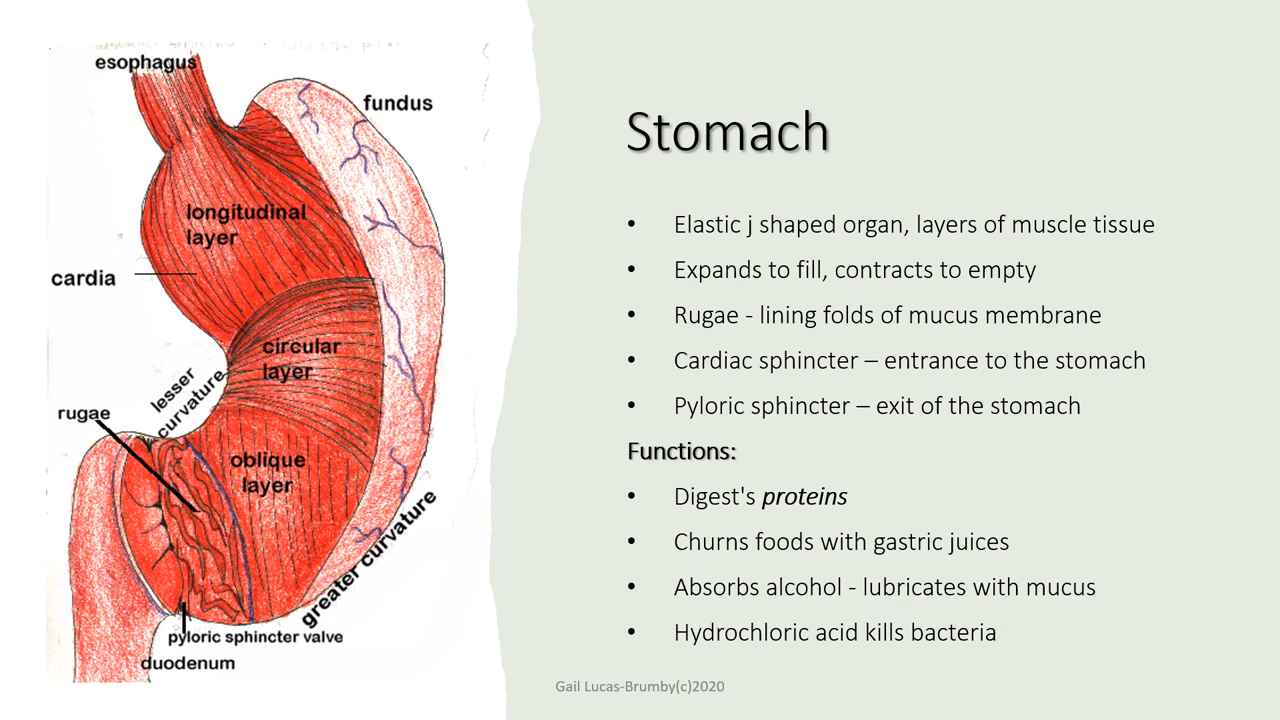 esophagus
fundus
longitudinal
layer
cardia
circular
layer
lesser
curvature
rugae
oblique
layer
greater curvature
pyloric sphincter valve
duodenum
Stomach
• Elastic j shaped organ, layers of muscle tissue
• Expands to fill, contracts to empty
• Rugae - lining folds of mucus membrane
• Cardiac sphincter – entrance to the stomach
• Pyloric sphincter – exit of the stomach
Functions:
• Digest's proteins
• Churns foods with gastric juices
• Absorbs alcohol - lubricates with mucus
• Hydrochloric acid kills bacteria
Gail Lucas-Brumby(c)2020